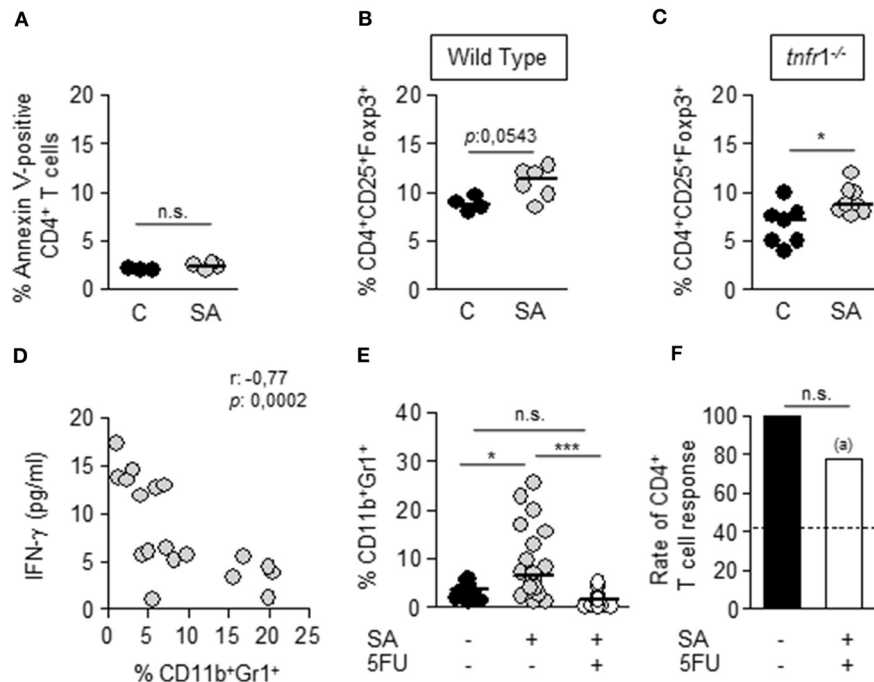 A
% Annexin V-positive
CD4⁺ T cells
20
15
10
5
0
n.s.
C SA
B
Wild Type
% CD4⁺CD25⁺Foxp3⁺
20
15
10
5
0
p:0,0543
C SA
C
tnfr1⁻/⁻
% CD4⁺CD25⁺Foxp3⁺
20
15
10
5
0
*
C SA
D
r: -0,77
p: 0,0002
IFN-γ (pg/ml)
20
15
10
5
0
0 5 10 15 20 25
% CD11b⁺Gr1⁺
E
% CD11b⁺Gr1⁺
40
30
20
10
0
n.s.
* ***
SA - + +
5FU - - +
F
Rate of CD4⁺
T cell response
100
80
60
40
20
0
n.s.
(a)
SA - +
5FU - +